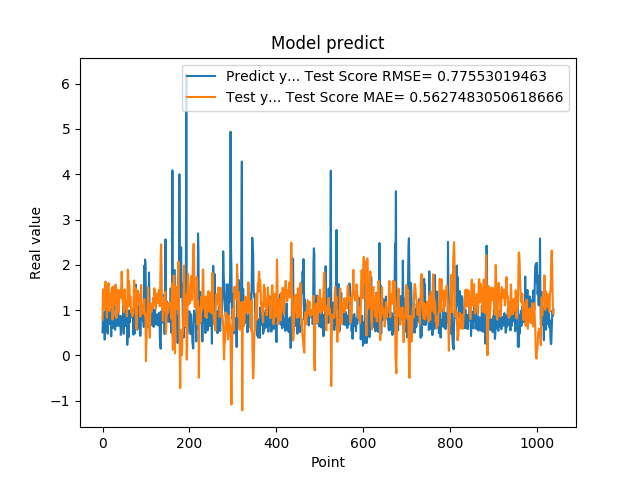 Model predict
Predict y... Test Score RMSE= 0.77553019463
Test y... Test Score MAE= 0.5627483050618666
Real value
6
5
4
3
2
1
0
−1
0 200 400 600 800 1000
Point